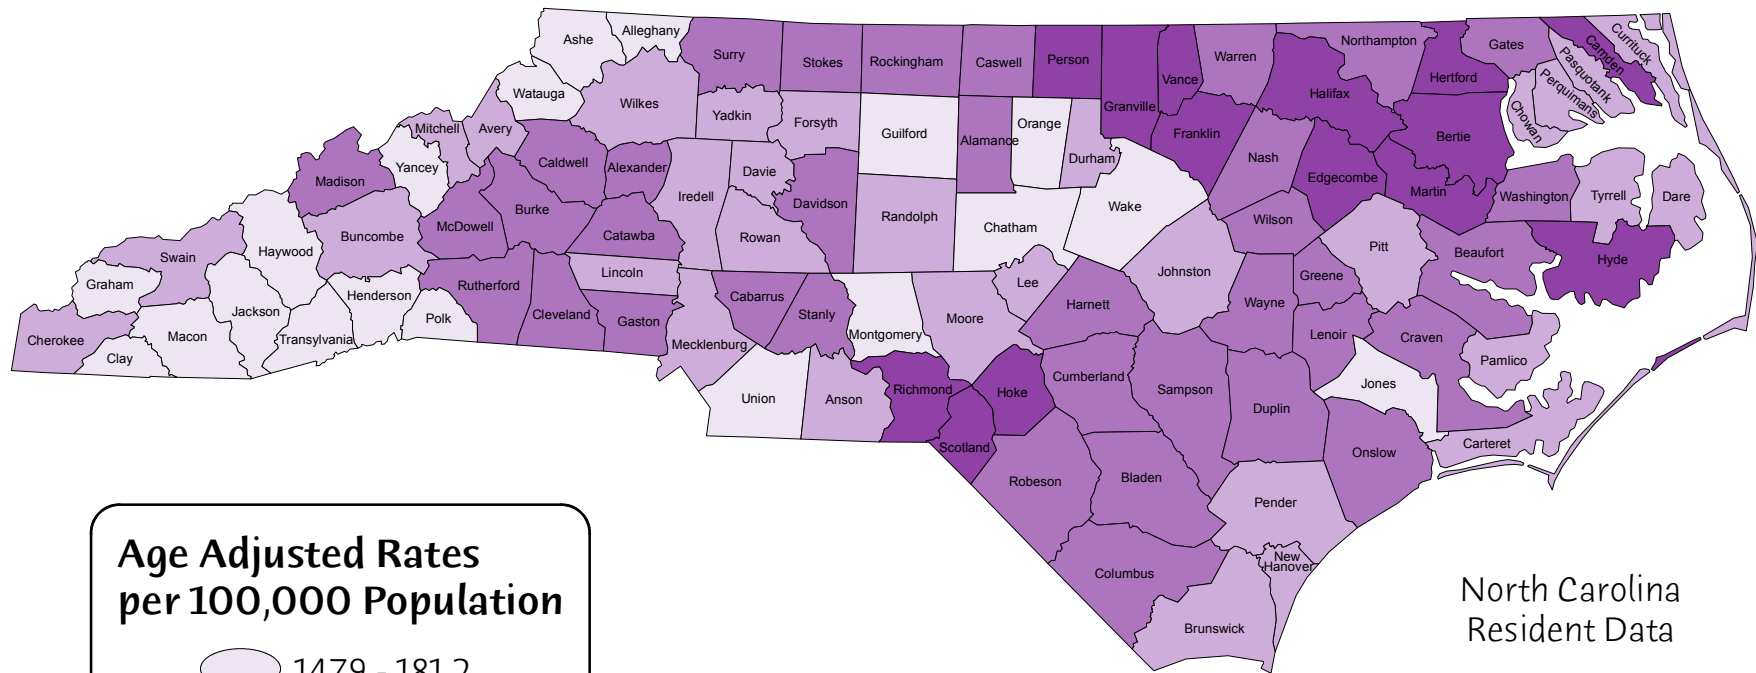 Ashe
Alleghany
Surry
Stokes
Rockingham
Caswell
Person
Granville
Vance
Warren
Northampton
Halifax
Hertford
Gates
Camden
Currituck
Pasquotank
Perquimans
Chowan
Bertie
Watauga
Wilkes
Yadkin
Forsyth
Guilford
Alamance
Orange
Durham
Franklin
Nash
Edgecombe
Martin
Washington
Tyrrell
Dare
Mitchell
Avery
Yancey
Madison
Caldwell
Alexander
Iredell
Davie
Davidson
Randolph
Chatham
Wake
Wilson
Pitt
Beaufort
Hyde
Haywood
Buncombe
McDowell
Burke
Catawba
Rowan
Lincoln
Swain
Graham
Cherokee
Clay
Macon
Jackson
Transylvania
Henderson
Polk
Rutherford
Cleveland
Gaston
Mecklenburg
Cabarrus
Stanly
Montgomery
Moore
Lee
Harnett
Johnston
Wayne
Greene
Lenoir
Craven
Pamlico
Jones
Carteret
Onslow
Duplin
Sampson
Cumberland
Hoke
Richmond
Scotland
Anson
Union
Robeson
Bladen
Pender
New
Hanover
Columbus
Brunswick
Age Adjusted Rates
per 100,000 Population
147.9 - 181.2
North Carolina
Resident Data